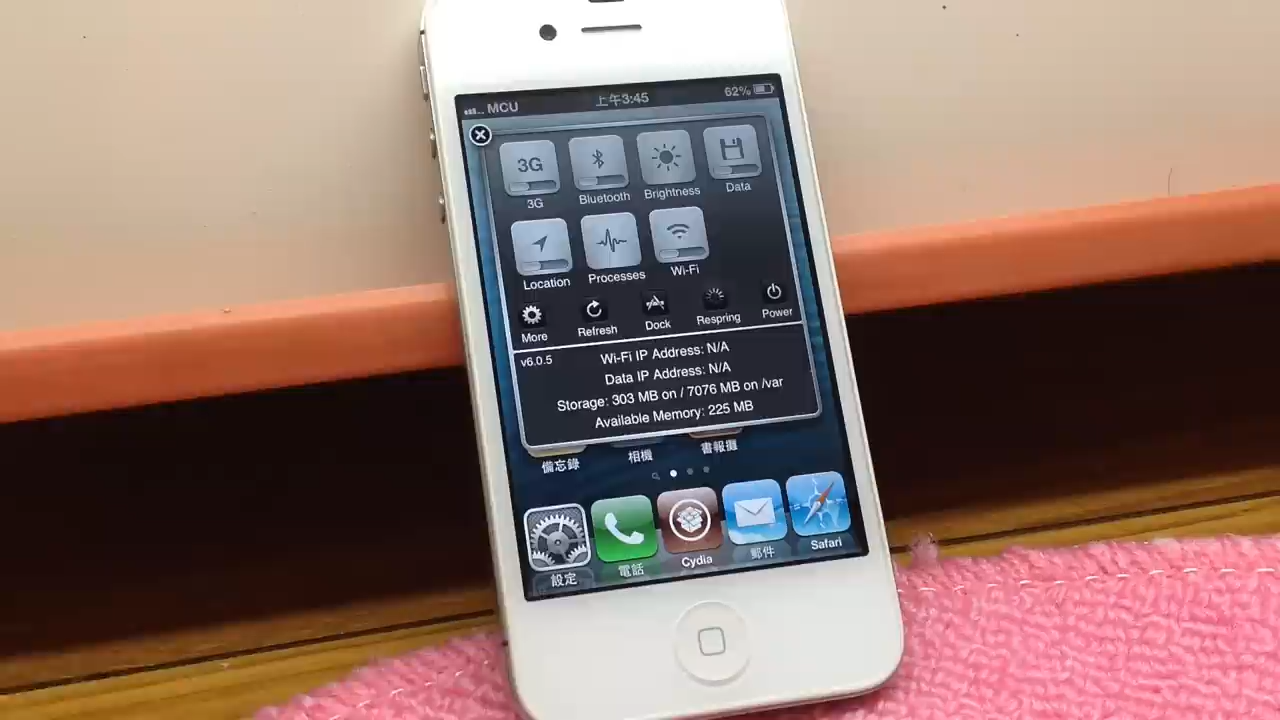 MCU 上午3:45 62%
3G
3G Bluetooth Brightness Data
Location Processes Wi-Fi
More Refresh Dock Respring Power
v6.0.5
Wi-Fi IP Address: N/A
Data IP Address: N/A
Storage: 303 MB on / 7076 MB on /var
Available Memory: 225 MB
備忘錄 相機 書報攤
設定 電話 Cydia 郵件 Safari